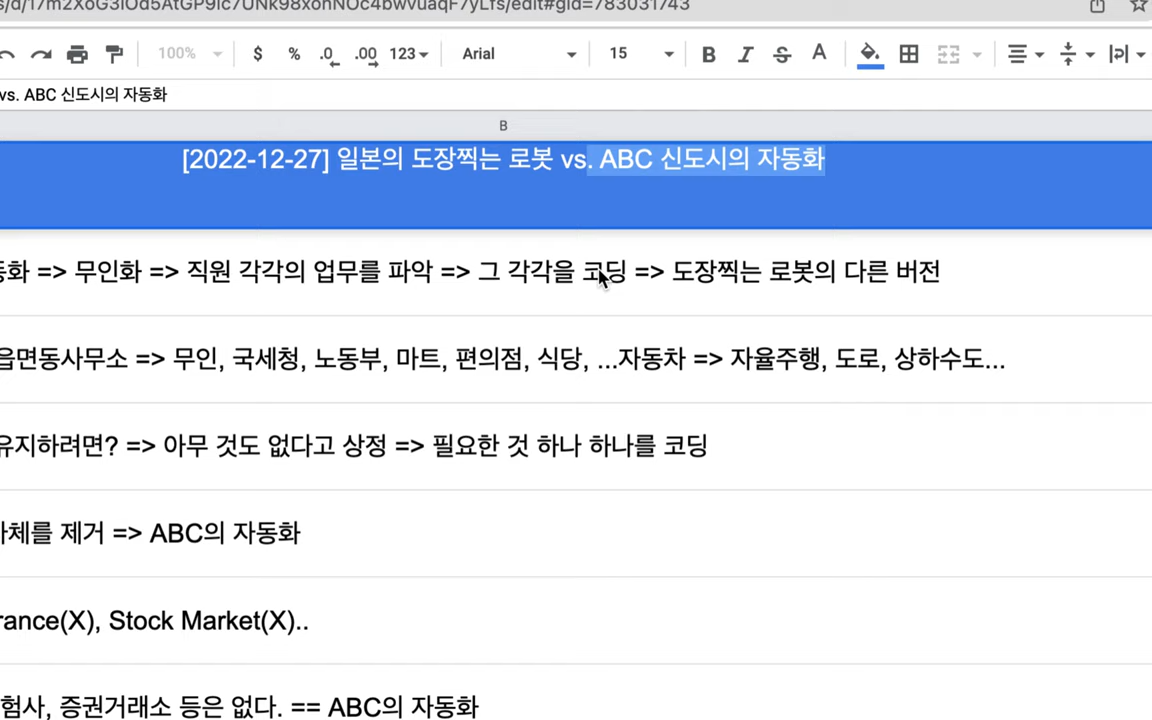 100% $ % .0 .00 123 Arial 15 B I S A
vs. ABC 신도시의 자동화
B
[2022-12-27] 일본의 도장찍는 로봇 vs. ABC 신도시의 자동화
동화 => 무인화 => 직원 각각의 업무를 파악 => 그 각각을 코딩 => 도장찍는 로봇의 다른 버전
읍면동사무소 => 무인, 국세청, 노동부, 마트, 편의점, 식당, ...자동차 => 자율주행, 도로, 상하수도...
유지하려면? => 아무 것도 없다고 상정 => 필요한 것 하나 하나를 코딩
자체를 제거 => ABC의 자동화
rance(X), Stock Market(X)..
험사, 증권거래소 등은 없다. == ABC의 자동화